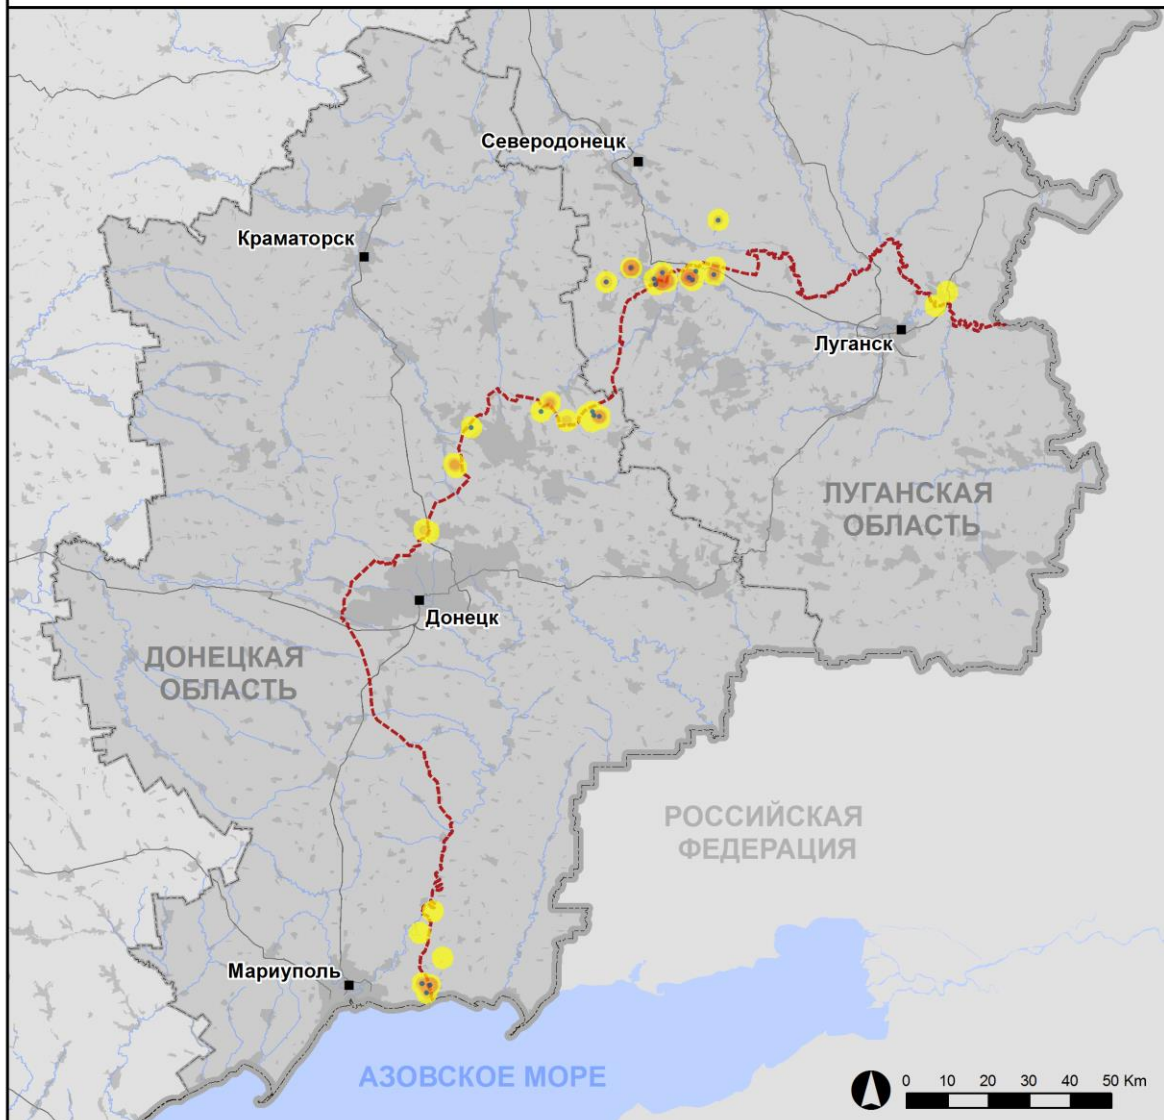 Северодонецк
Краматорск
Луганск
ЛУГАНСКАЯ
ОБЛАСТЬ
Донецк
ДОНЕЦКАЯ
ОБЛАСТЬ
РОССИЙСКАЯ
ФЕДЕРАЦИЯ
Мариуполь
АЗОВСКОЕ МОРЕ
0 10 20 30 40 50 Km